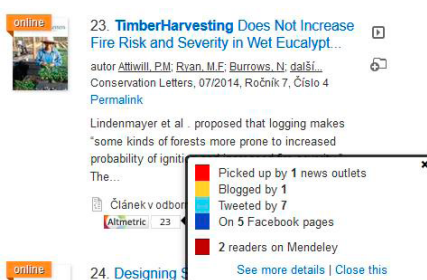 online
23. TimberHarvesting Does Not Increase
Fire Risk and Severity in Wet Eucalypt...
autor Attiwill, P.M; Ryan, M.F; Burrows, N; další...
Conservation Letters, 07/2014, Ročník 7, Číslo 4
Permalink
Lindenmayer et al . proposed that logging makes
"some kinds of forests more prone to increased
probability of igniti
The…
Článek v odbor
Altmetric 23
x
Picked up by 1 news outlets
Blogged by 1
Tweeted by 7
On 5 Facebook pages
2 readers on Mendeley
See more details | Close this
online
24. Designing S